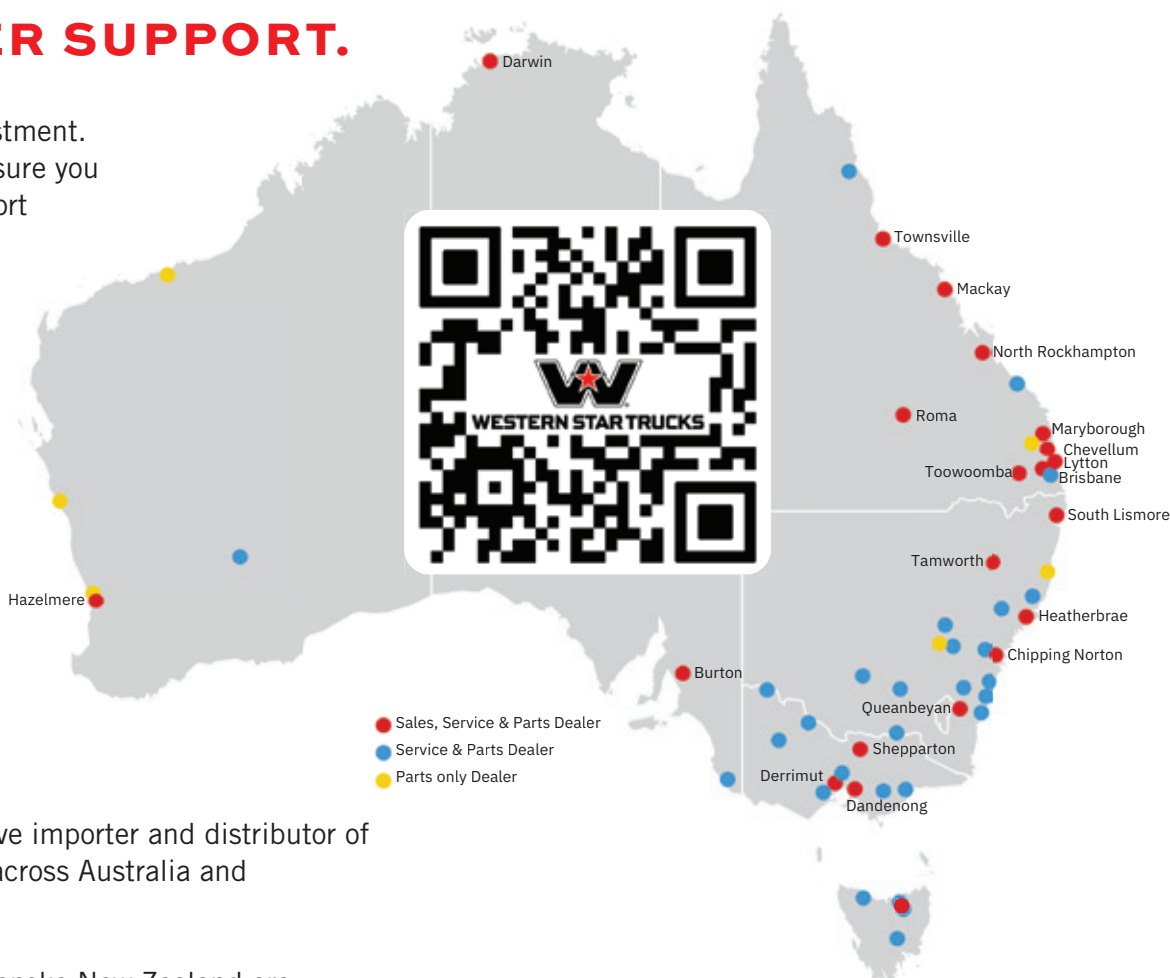 ER SUPPORT.
stment.
sure you
ort
Darwin
Townsville
Mackay
North Rockhampton
Roma
Maryborough
Chevellum
Lytton
Toowoomba
Brisbane
WESTERN STAR TRUCKS
South Lismore
Tamworth
Hazelmere
Heatherbrae
Chipping Norton
Burton
Queanbeyan
Sales, Service & Parts Dealer
Service & Parts Dealer
Parts only Dealer
Shepparton
Derrimut
Dandenong
ve importer and distributor of
across Australia and